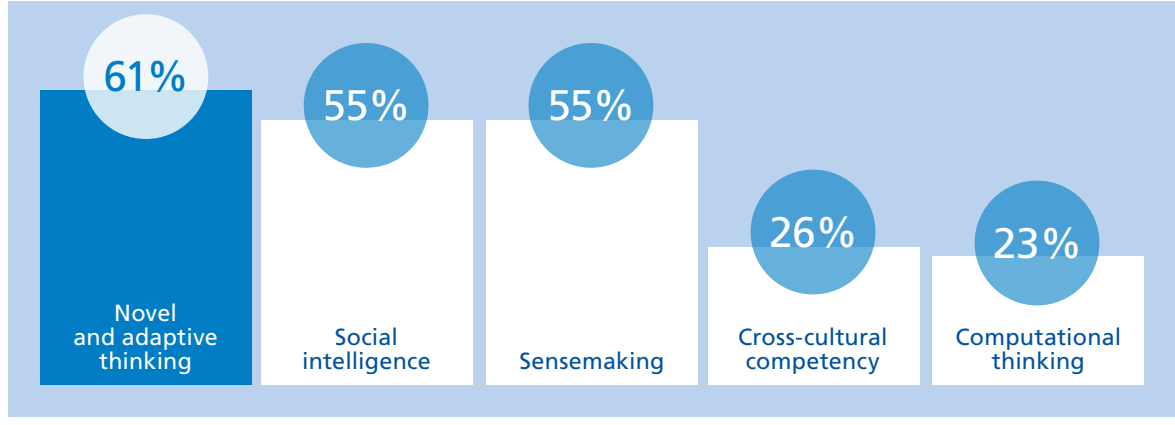 61%
55%
55%
26%
23%
Novel
and adaptive
thinking
Social
intelligence
Sensemaking
Cross-cultural
competency
Computational
thinking